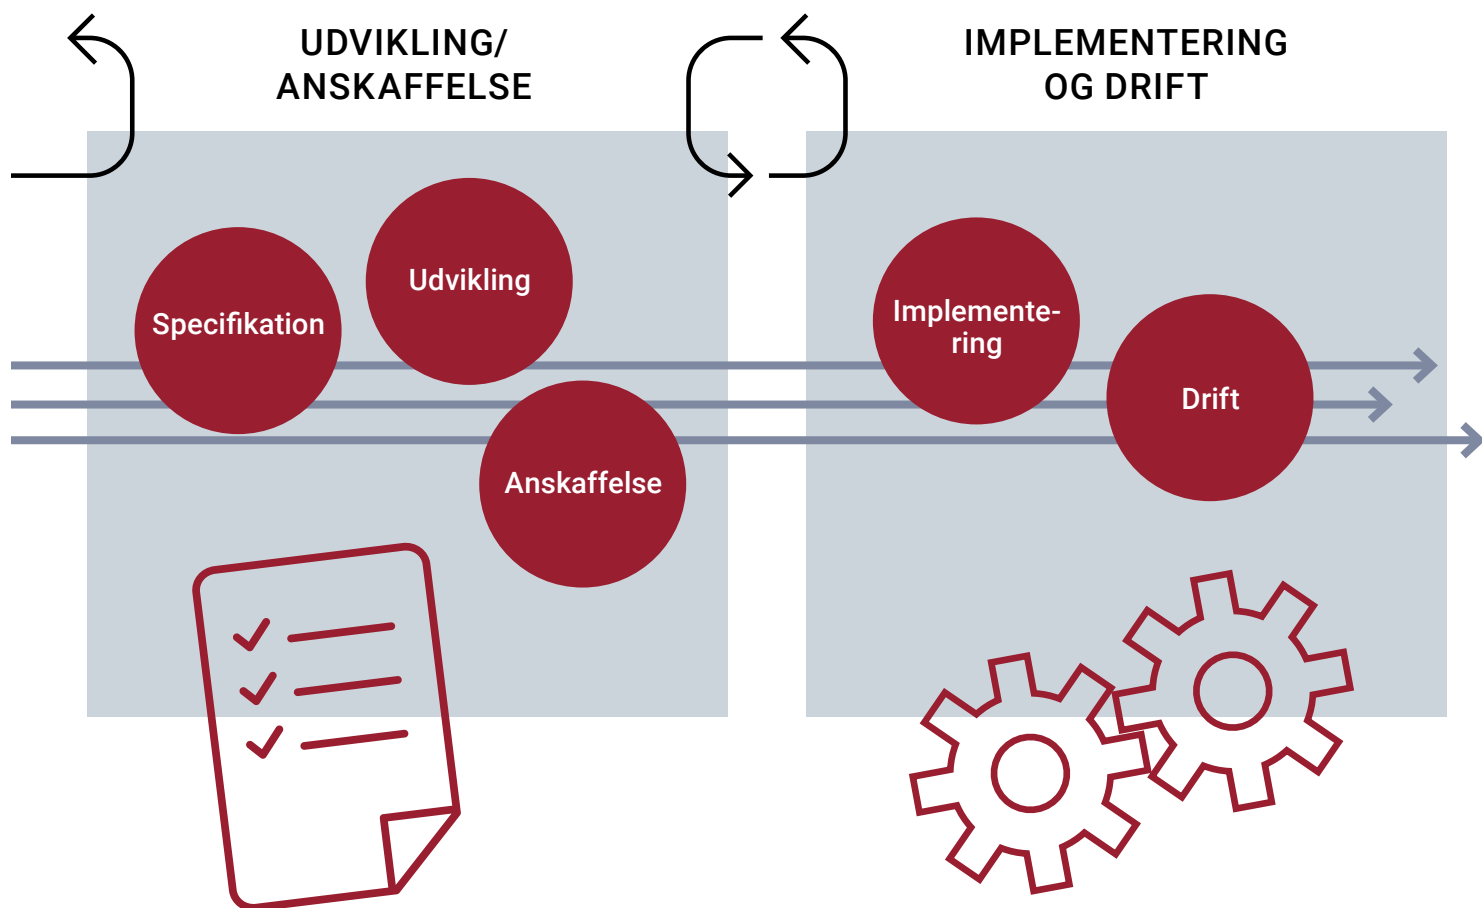 UDVIKLING/
ANSKAFFELSE
IMPLEMENTERING
OG DRIFT
Specifikation
Udvikling
Anskaffelse
Implemente-
ring
Drift